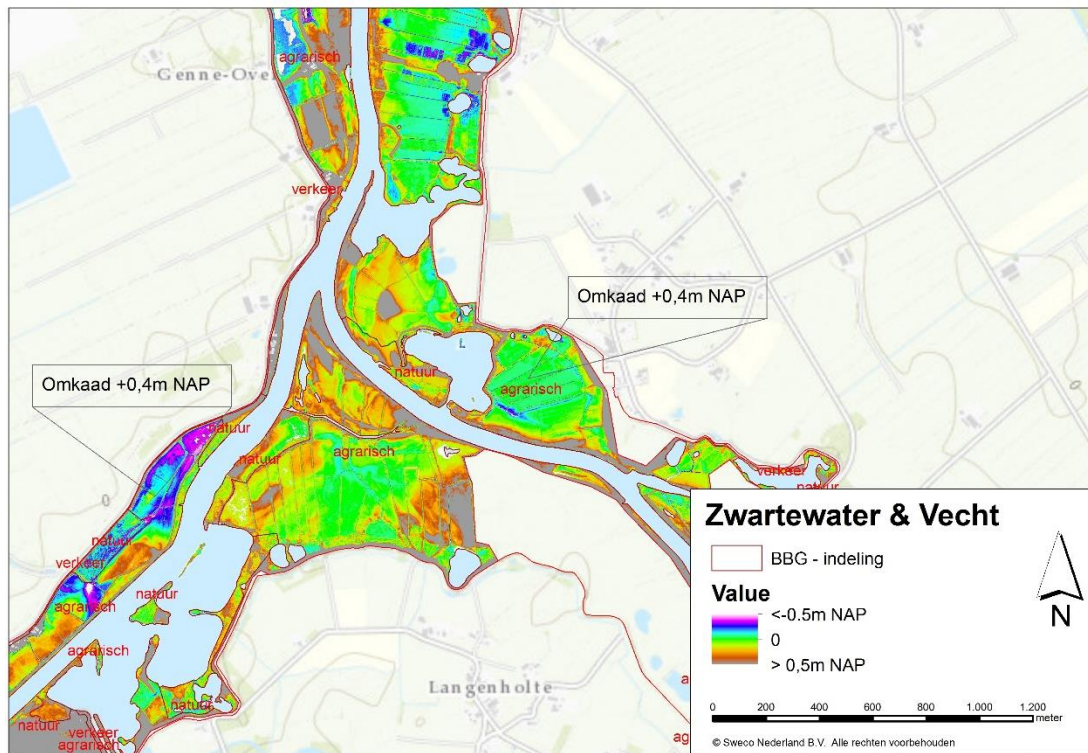 agrarisch
Genne-Over
verkeer
Omkaad +0,4m NAP
L
natuur
agrarisch
Omkaad +0,4m NAP
natuur
natuur
agrarisch
verkeer
natuur
natuur
verkeer
natuur
agrarisch
agrarisch
natuur
natuur
verkeer
agrarisch
Langenholte
a
ag
Zwartewater & Vecht
BBG - indeling
Value
<-0.5m NAP
0
> 0,5m NAP
N
0 200 400 600 800 1.000 1.200
meter
© Sweco Nederland B.V. Alle rechten voorbehouden